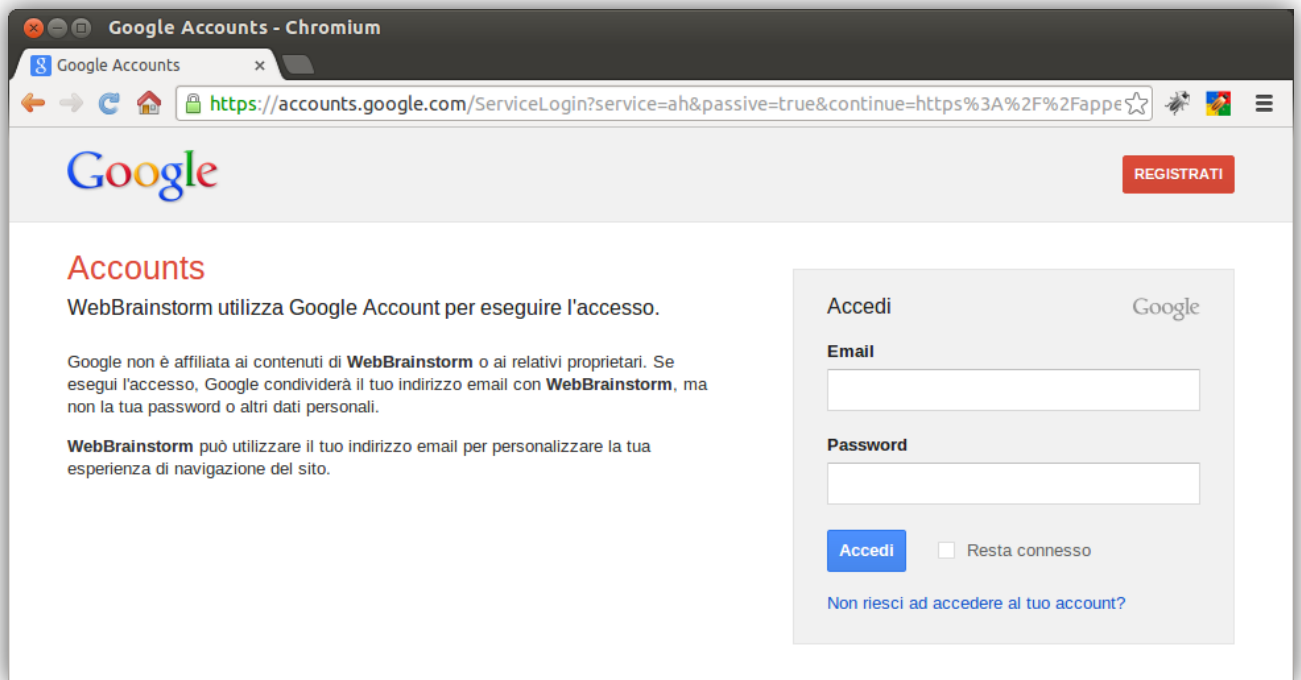 Google Accounts - Chromium
Google Accounts
https://accounts.google.com/ServiceLogin?service=ah&passive=true&continue=https%3A%2F%2Fappe
Google
REGISTRATI
Accounts
WebBrainstorm utilizza Google Account per eseguire l'accesso.
Google non è affiliata ai contenuti di WebBrainstorm o ai relativi proprietari. Se
esegui l'accesso, Google condividerà il tuo indirizzo email con WebBrainstorm, ma
non la tua password o altri dati personali.
WebBrainstorm può utilizzare il tuo indirizzo email per personalizzare la tua
esperienza di navigazione del sito.
Accedi Google
Email
Password
Accedi Resta connesso
Non riesci ad accedere al tuo account?